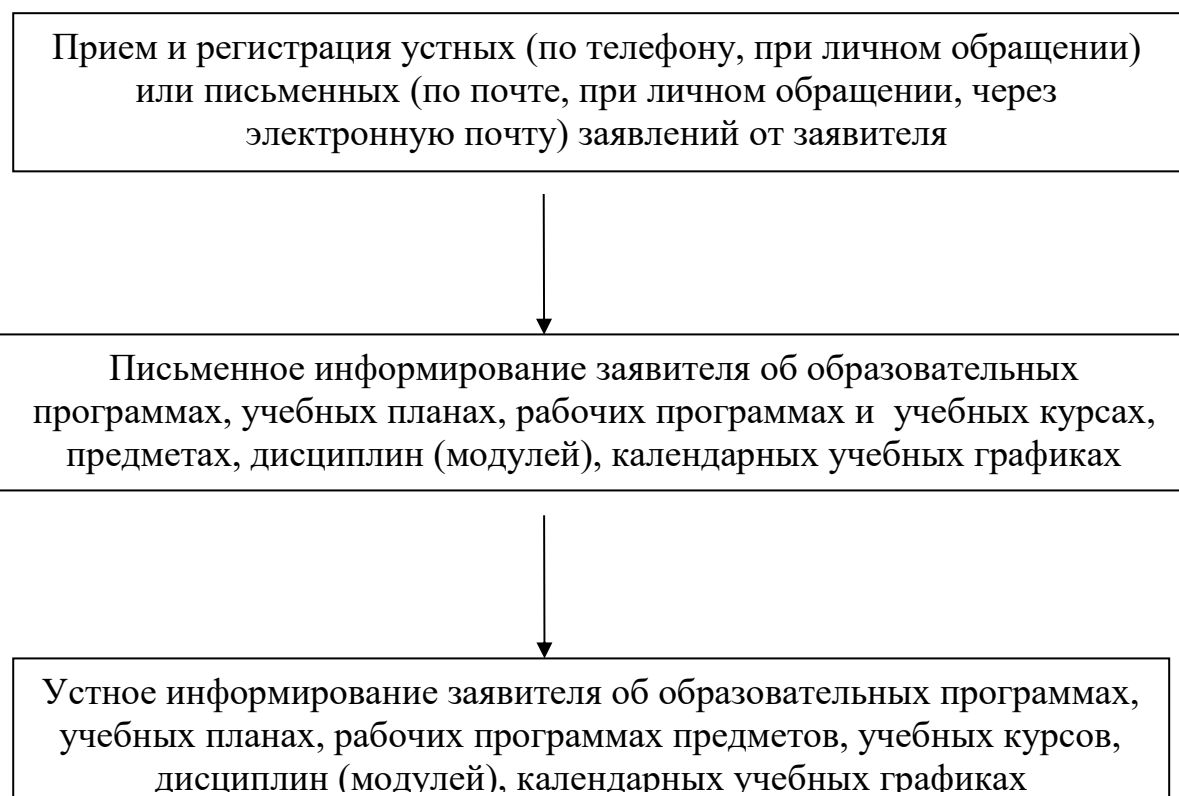 Прием и регистрация устных (по телефону, при личном обращении)
или письменных (по почте, при личном обращении, через
электронную почту) заявлений от заявителя
Письменное информирование заявителя об образовательных
программах, учебных планах, рабочих программах и  учебных курсах,
предметах, дисциплин (модулей), календарных учебных графиках
Устное информирование заявителя об образовательных программах,
учебных планах, рабочих программах предметов, учебных курсов,
дисциплин (модулей), календарных учебных графиках